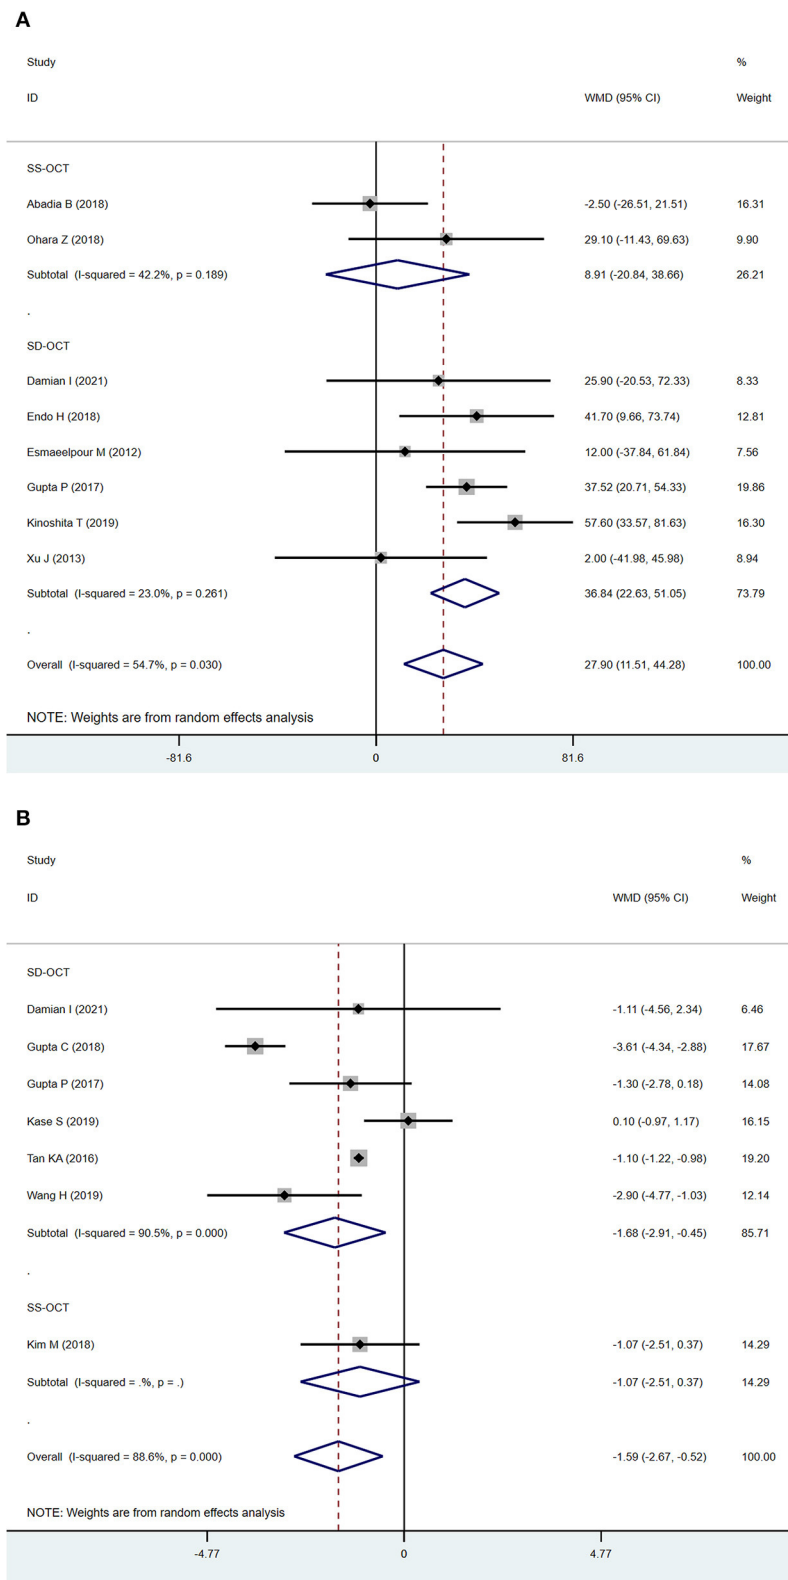 A
Study %
ID WMD (95% CI) Weight
SS-OCT
Abadia B (2018) -2.50 (-26.51, 21.51) 16.31
Ohara Z (2018) 29.10 (-11.43, 69.63) 9.90
Subtotal (I-squared = 42.2%, p = 0.189) 8.91 (-20.84, 38.66) 26.21
.
SD-OCT
Damian I (2021) 25.90 (-20.53, 72.33) 8.33
Endo H (2018) 41.70 (9.66, 73.74) 12.81
Esmaeelpour M (2012) 12.00 (-37.84, 61.84) 7.56
Gupta P (2017) 37.52 (20.71, 54.33) 19.86
Kinoshita T (2019) 57.60 (33.57, 81.63) 16.30
Xu J (2013) 2.00 (-41.98, 45.98) 8.94
Subtotal (I-squared = 23.0%, p = 0.261) 36.84 (22.63, 51.05) 73.79
.
Overall (I-squared = 54.7%, p = 0.030) 27.90 (11.51, 44.28) 100.00
NOTE: Weights are from random effects analysis
-81.6 0 81.6
B
Study %
ID WMD (95% CI) Weight
SD-OCT
Damian I (2021) -1.11 (-4.56, 2.34) 6.46
Gupta C (2018) -3.61 (-4.34, -2.88) 17.67
Gupta P (2017) -1.30 (-2.78, 0.18) 14.08
Kase S (2019) 0.10 (-0.97, 1.17) 16.15
Tan KA (2016) -1.10 (-1.22, -0.98) 19.20
Wang H (2019) -2.90 (-4.77, -1.03) 12.14
Subtotal (I-squared = 90.5%, p = 0.000) -1.68 (-2.91, -0.45) 85.71
.
SS-OCT
Kim M (2018) -1.07 (-2.51, 0.37) 14.29
Subtotal (I-squared = .%, p = .) -1.07 (-2.51, 0.37) 14.29
.
Overall (I-squared = 88.6%, p = 0.000) -1.59 (-2.67, -0.52) 100.00
NOTE: Weights are from random effects analysis
-4.77 0 4.77